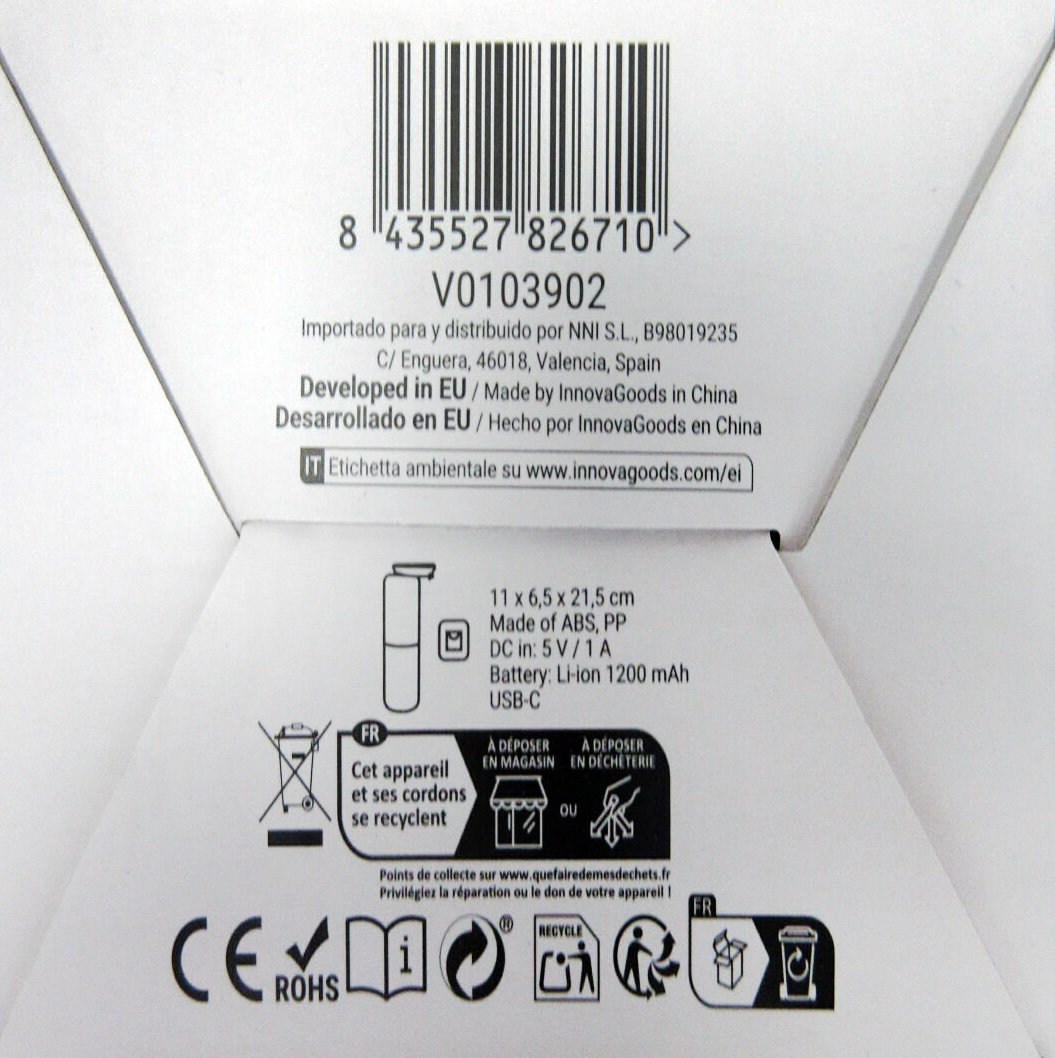 8 435527 826710 >
V0103902
Importado para y distribuido por NNI S.L., B98019235
C/ Enguera, 46018, Valencia, Spain
Developed in EU / Made by InnovaGoods in China
Desarrollado en EU / Hecho por InnovaGoods en China
IT Etichetta ambientale su www.innovagoods.com/ei
11 x 6,5 x 21,5 cm
Made of ABS, PP
DC in: 5 V / 1 A
Battery: Li-ion 1200 mAh
USB-C
FR
Cet appareil
et ses cordons
se recyclent
À DÉPOSER
EN MAGASIN
OU
À DÉPOSER
EN DÉCHÈTERIE
Points de collecte sur www.quefairedemesdechets.fr
Privilégiez la réparation ou le don de votre appareil !
CE
ROHS
i
®
RECYCLE
FR